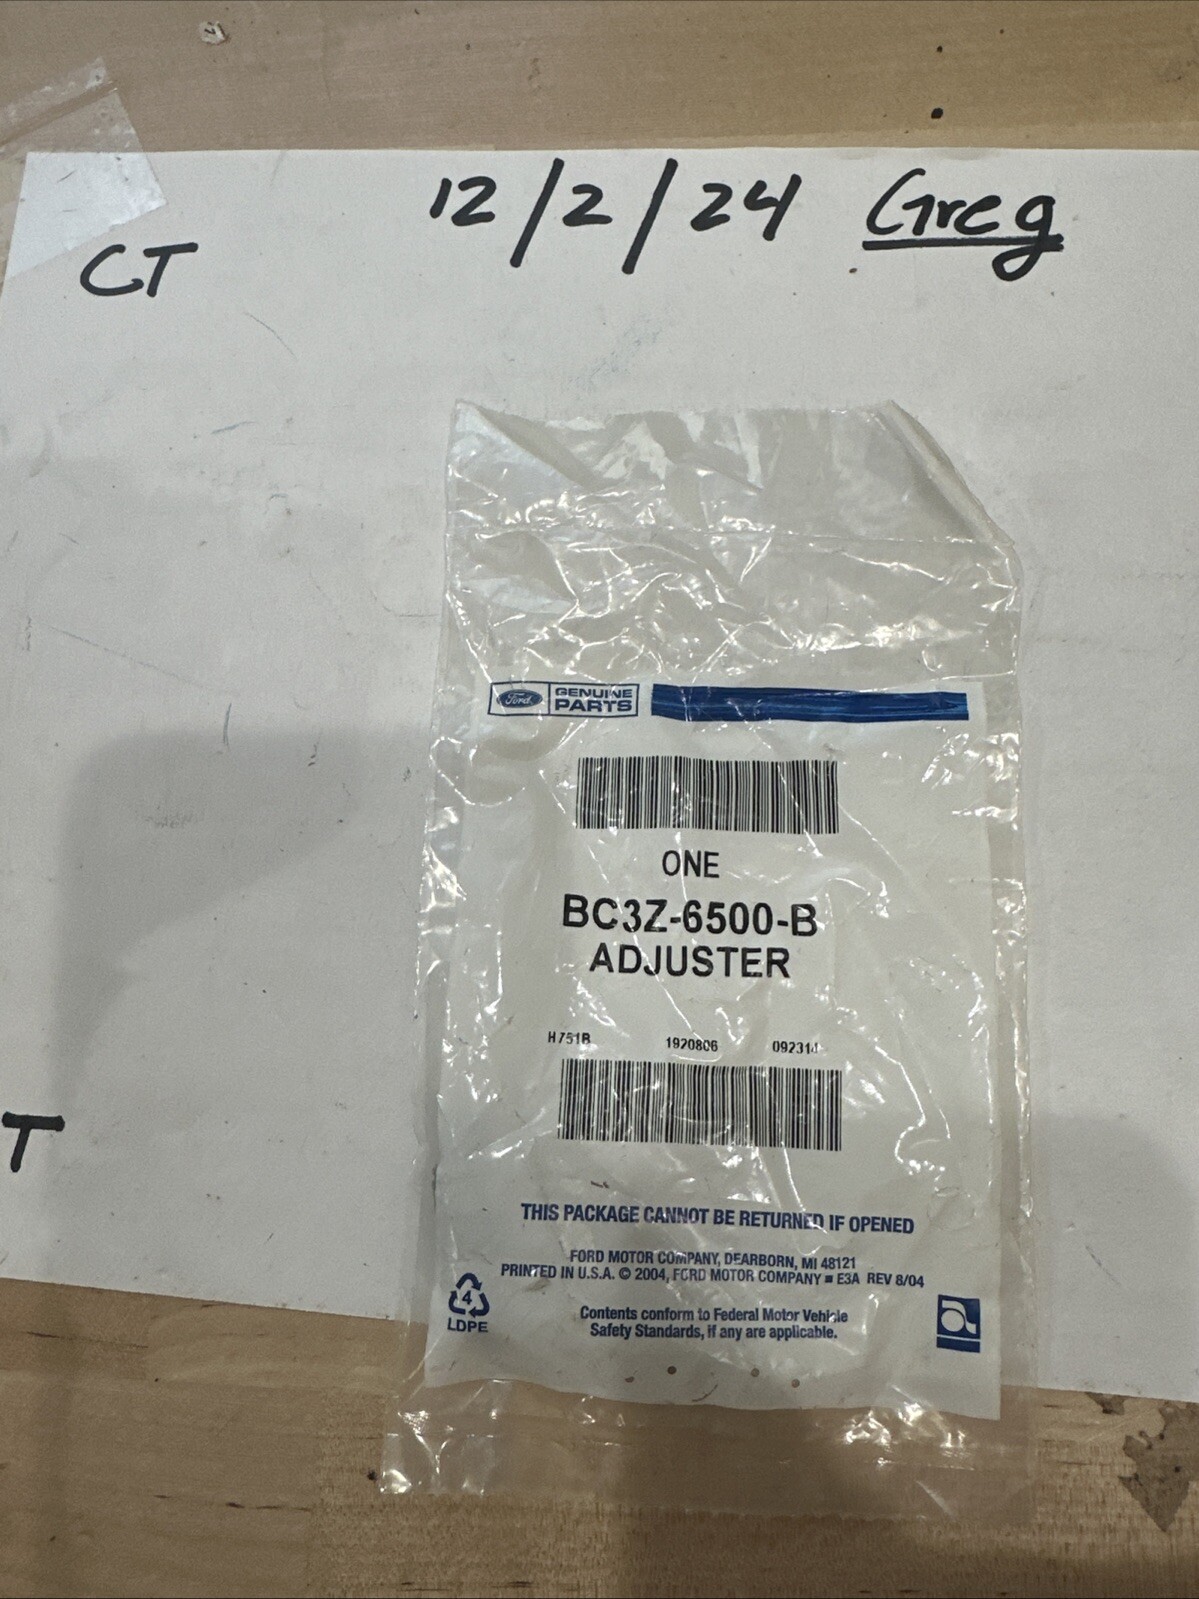 12/2/24 Greg
CT
Ford GENUINE
PARTS
ONE
BC3Z-6500-B
ADJUSTER
H751B 1920806
T
THIS PACKAGE CANNOT BE RETURNED IF OPENED
FORD MOTOR COMPANY, DEARBORN, MI 48121
PRINTED IN U.S.A. © 2004, FORD MOTOR COMPANY ■ E3A REV 8/04
4
LDPE
Contents conform to Federal Motor Vehicle
Safety Standards, if any are applicable.